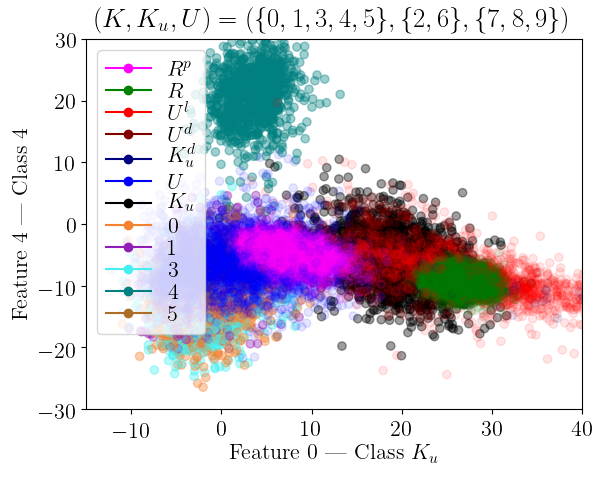 (K, K_u, U) = ({0, 1, 3, 4, 5}, {2, 6}, {7, 8, 9})
30
20
10
0
−10
−20
−30
Feature 4 — Class 4
R^p
R
U^l
U^d
K_u^d
U
K_u
0
1
3
4
5
−10
0
10
20
30
40
Feature 0 — Class K_u